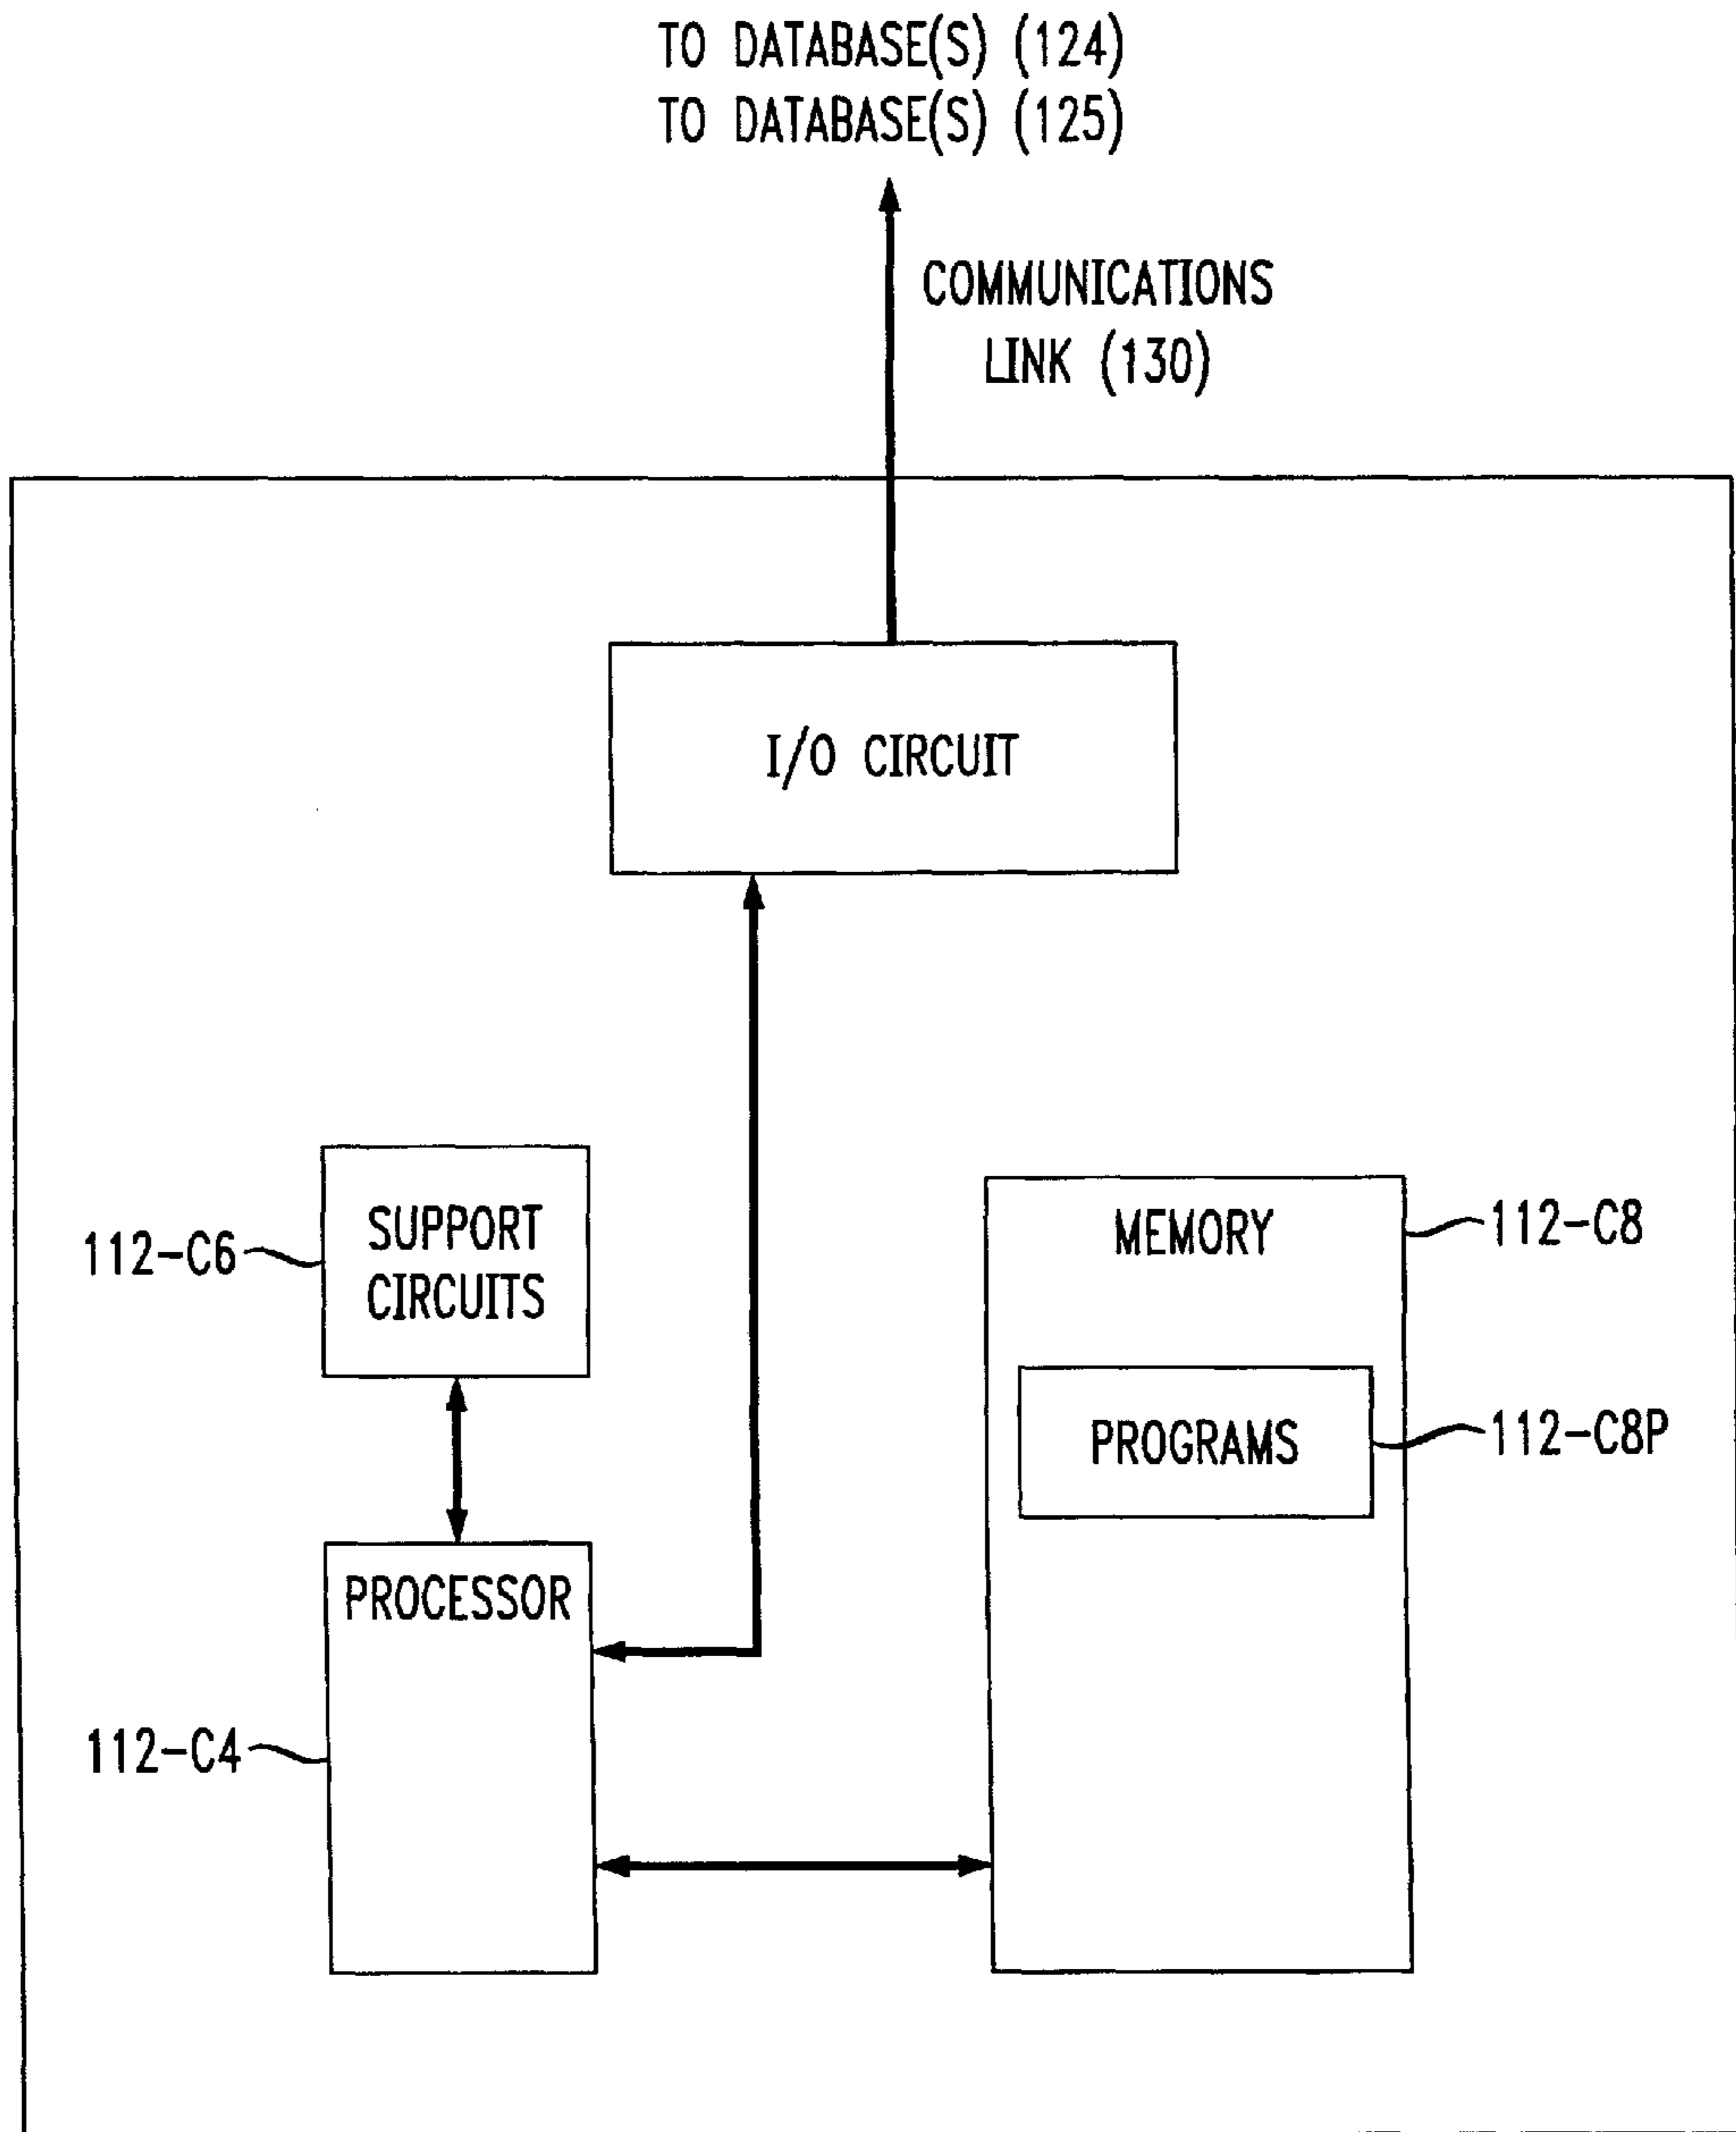 TO DATABASE(S) (124)
TO DATABASE(S) (125)
COMMUNICATIONS
LINK (130)
I/O CIRCUIT
112-C6
SUPPORT
CIRCUITS
MEMORY
112-C8
PROGRAMS
112-C8P
PROCESSOR
112-C4